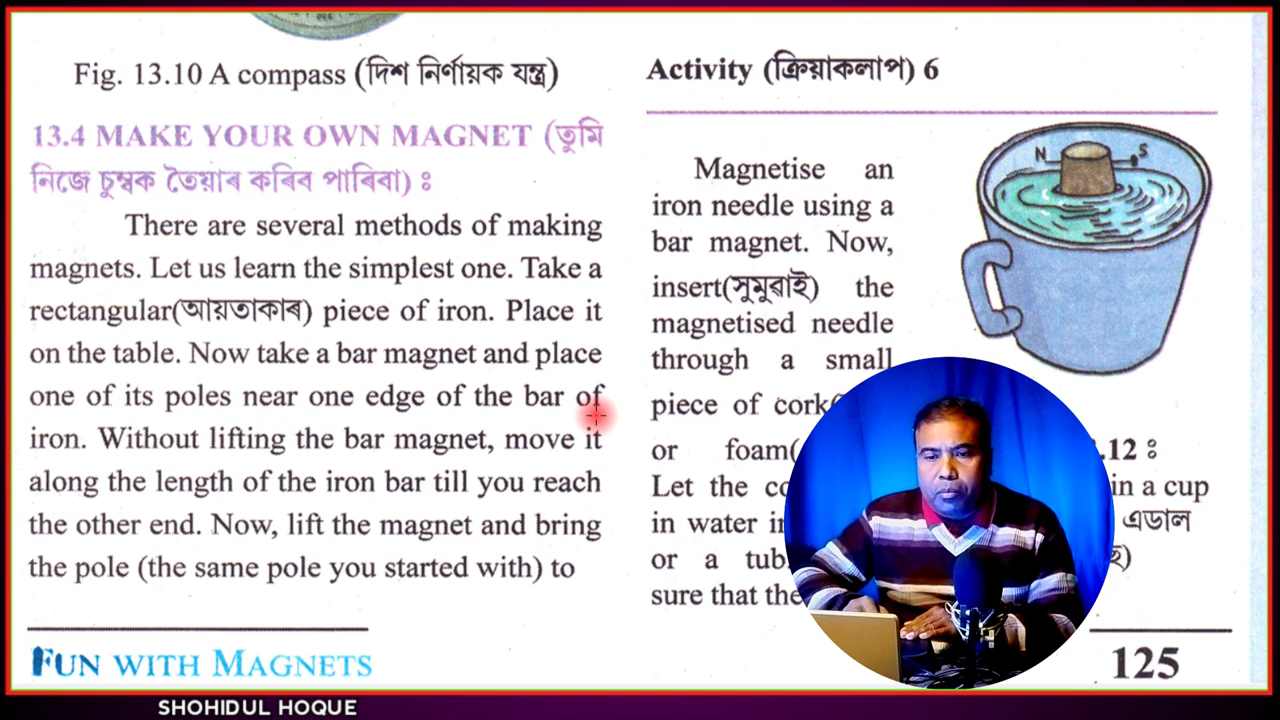 Fig. 13.10 A compass (দিশ নিৰ্ণায়ক যন্ত্ৰ)
13.4 MAKE YOUR OWN MAGNET (তুমি
নিজে চুম্বক তৈয়াৰ কৰিব পাৰিবা) ঃ
There are several methods of making
magnets. Let us learn the simplest one. Take a
rectangular(আয়তাকাৰ) piece of iron. Place it
on the table. Now take a bar magnet and place
one of its poles near one edge of the bar of
iron. Without lifting the bar magnet, move it
along the length of the iron bar till you reach
the other end. Now, lift the magnet and bring
the pole (the same pole you started with) to
FUN WITH MAGNETS
Activity (ক্ৰিয়াকলাপ) 6
Magnetise an
iron needle using a
bar magnet. Now,
insert(সুমুৱাই) the
magnetised needle
through a small
piece of cork(
or foam(
Let the
in water
or a
sure that
N S
.12 ঃ
in a cup
এডাল
125
SHOHIDUL HOQUE